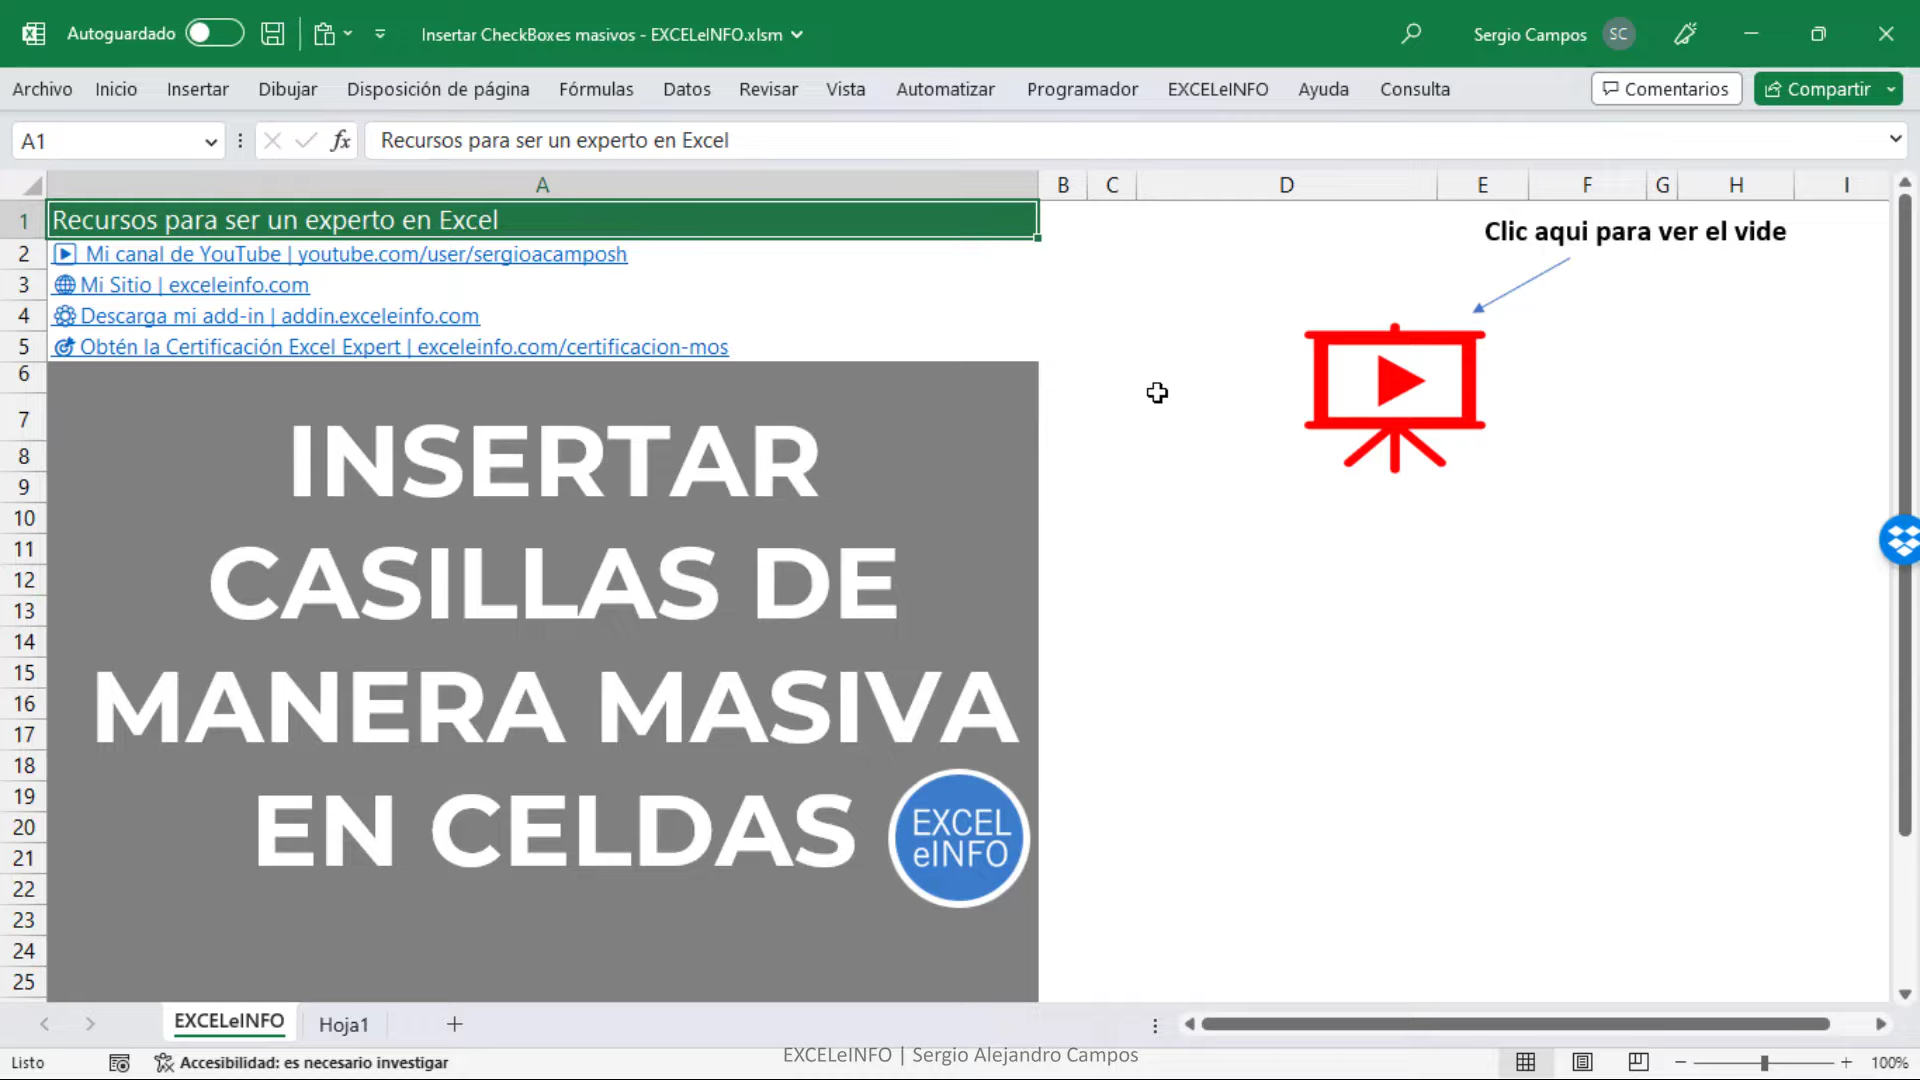 Autoguardado
Insertar CheckBoxes masivos - EXCELeINFO.xlsm
Sergio Campos
SC
Archivo Inicio Insertar Dibujar Disposición de página Fórmulas Datos Revisar Vista Automatizar Programador EXCELeINFO Ayuda Consulta
Comentarios
Compartir
A1
fx
Recursos para ser un experto en Excel
A B C D E F G H I
1 Recursos para ser un experto en Excel
Clic aqui para ver el vide
2 Mi canal de YouTube | youtube.com/user/sergioacamposh
3 Mi Sitio | exceleinfo.com
4 Descarga mi add-in | addin.exceleinfo.com
5 Obtén la Certificación Excel Expert | exceleinfo.com/certificacion-mos
6
7
INSERTAR
8
9
10
11
CASILLAS DE
12
13
14
15
MANERA MASIVA
16
17
18
19
EN CELDAS
EXCEL
eINFO
20
21
22
23
24
25
EXCELeINFO
Hoja1
Listo
Accesibilidad: es necesario investigar
EXCELeINFO | Sergio Alejandro Campos
100%